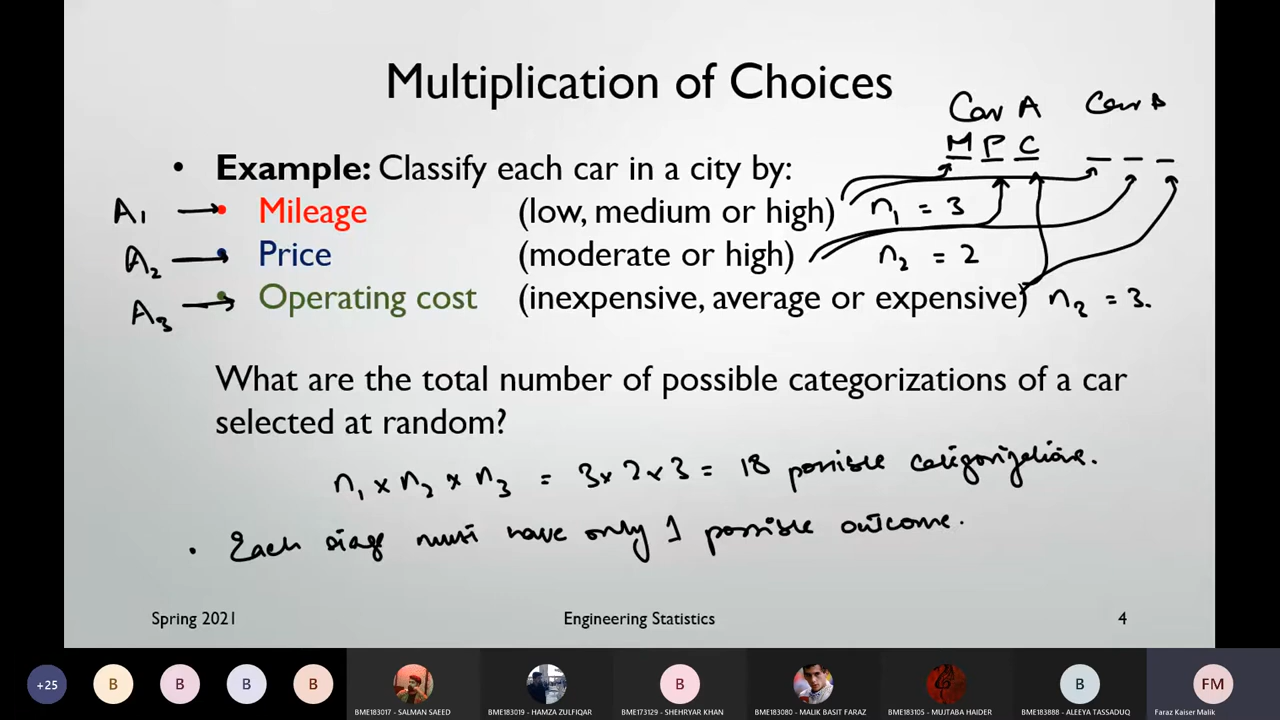 Multiplication of Choices
Car A
M P C
• Example: Classify each car in a city by:
A1 → Mileage (low, medium or high) n1 = 3
A2 → Price (moderate or high) n2 = 2
A3 → Operating cost (inexpensive, average or expensive) n2 = 3.
What are the total number of possible categorizations of a car
selected at random?
n1 × n2 × n3 = 3 × 2 × 3 = 18 possible categorizations.
• Each stage must have only 1 possible outcome.
Spring 2021 Engineering Statistics 4
+25 B B B B B B FM
BME183017 - SALMAN SAEED BME183019 - HAMZA ZULFIQAR BME173129 - SHEHRYAR KHAN BME183080 - MALIK BASIT FARAZ BME183105 - MUJTABA HAIDER BME183888 - ALEEYA TASSADUQ Faraz Kaiser Malik